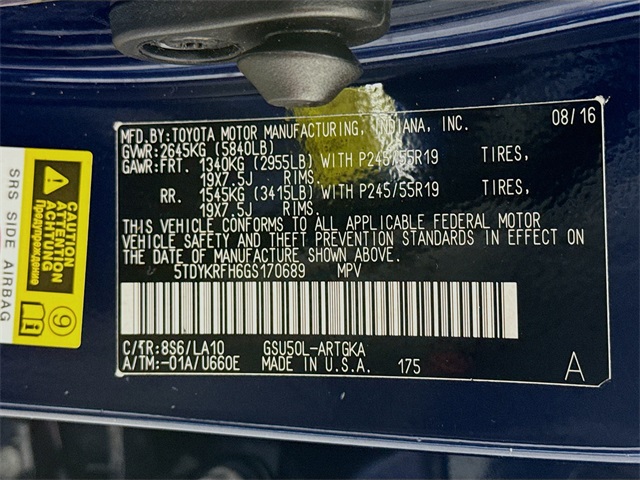 MFD. BY: TOYOTA MOTOR MANUFACTURING, INDIANA, INC. 08/16
GVWR: 2645KG (5840LB)
GAWR: FRT. 1340KG (2955LB) WITH P245/55R19 TIRES,
19X7.5J RIMS.
RR. 1545KG (3415LB) WITH P245/55R19 TIRES,
19X7.5J RIMS.
THIS VEHICLE CONFORMS TO ALL APPLICABLE FEDERAL MOTOR
VEHICLE SAFETY AND THEFT PREVENTION STANDARDS IN EFFECT ON
THE DATE OF MANUFACTURE SHOWN ABOVE.
5TDYKRFH6GS170689 MPV
C/TR: 8S6/LA10 GSU50L-ARTGKA
A/TM: -01A/U660E MADE IN U.S.A. 175 A
SRS SIDE AIRBAG
CAUTION
ATTENTION
ACHTUNG
Предупреждение
9